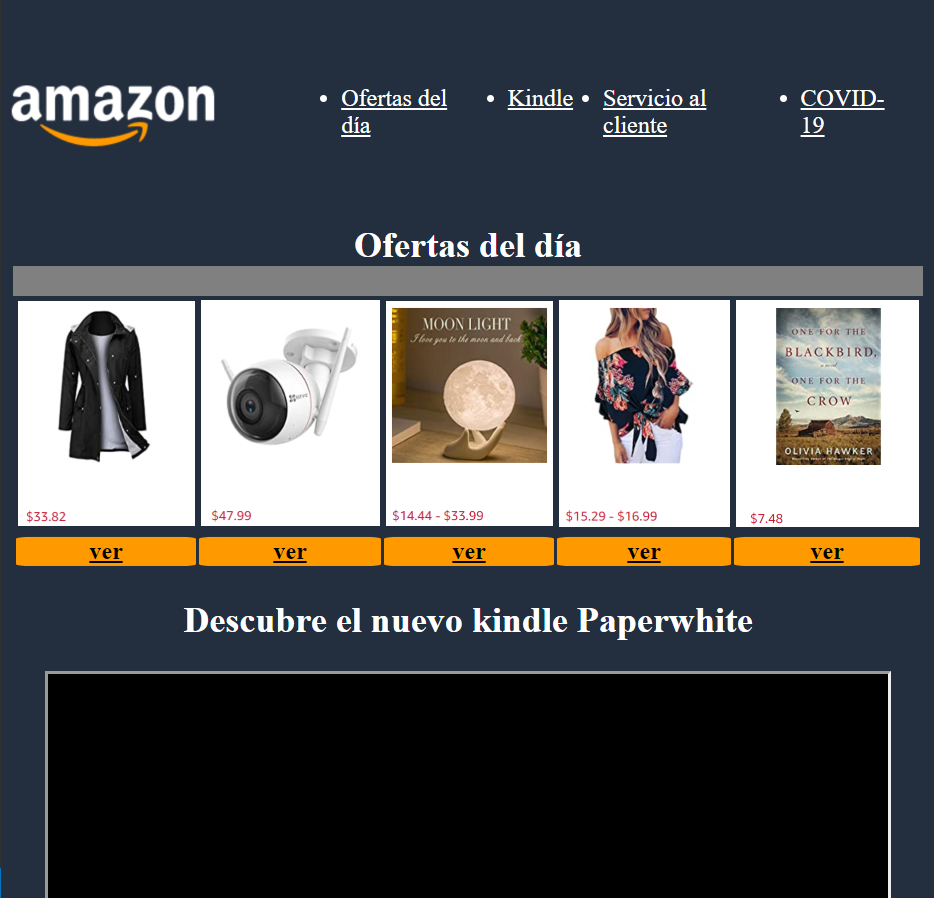 amazon
Ofertas del
día
Kindle
Servicio al
cliente
COVID-
19
Ofertas del día
MOON LIGHT
I love you to the moon and back
ONE FOR THE
BLACKBIRD,
a novel
ONE FOR THE
CROW
OLIVIA HAWKER
$33.82
$47.99
$14.44 - $33.99
$15.29 - $16.99
$7.48
ver
ver
ver
ver
ver
Descubre el nuevo kindle Paperwhite